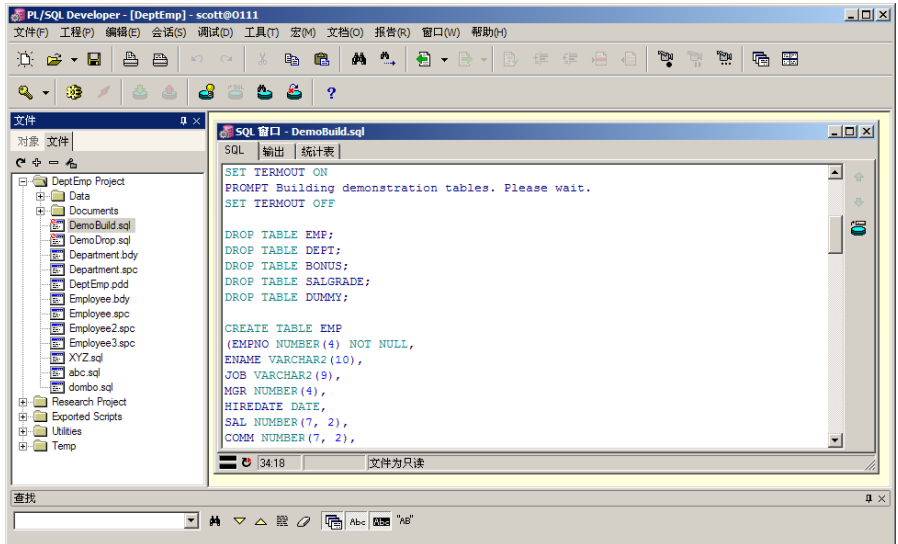 PL/SQL Developer - [DeptEmp] - scott@0111
文件(F) 工程(P) 编辑(E) 会话(S) 调试(D) 工具(T) 宏(M) 文档(O) 报告(R) 窗口(W) 帮助(H)
文件
对象 文件
DeptEmp Project
Data
Documents
DemoBuild.sql
DemoDrop.sql
Department.bdy
Department.spc
DeptEmp.pdd
Employee.bdy
Employee.spc
Employee2.spc
Employee3.spc
XYZ.sql
abc.sql
dombo.sql
Research Project
Exported Scripts
Utilities
Temp
SQL 窗口 - DemoBuild.sql
SQL 输出 统计表
SET TERMOUT ON
PROMPT Building demonstration tables. Please wait.
SET TERMOUT OFF
DROP TABLE EMP;
DROP TABLE DEPT;
DROP TABLE BONUS;
DROP TABLE SALGRADE;
DROP TABLE DUMMY;
CREATE TABLE EMP
(EMPNO NUMBER(4) NOT NULL,
ENAME VARCHAR2(10),
JOB VARCHAR2(9),
MGR NUMBER(4),
HIREDATE DATE,
SAL NUMBER(7, 2),
COMM NUMBER(7, 2),
34:18 文件为只读
查找
Abc Abc "AB"